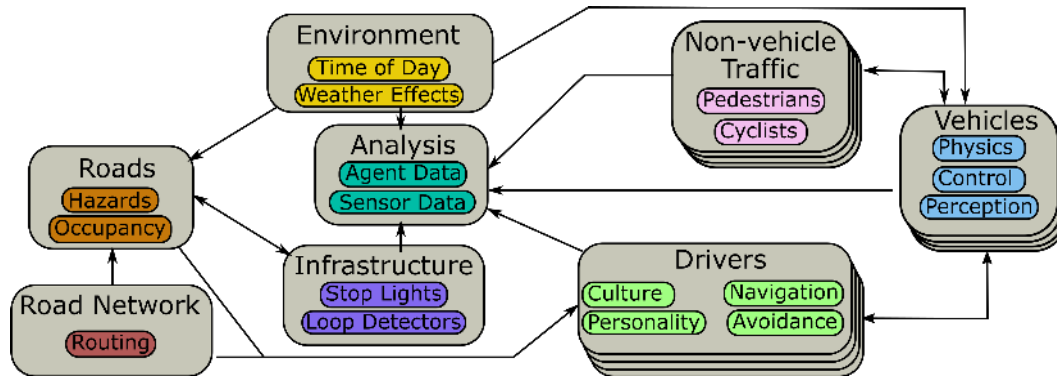 Environment
Time of Day
Weather Effects
Non-vehicle
Traffic
Pedestrians
Cyclists
Vehicles
Physics
Control
Perception
Analysis
Agent Data
Sensor Data
Roads
Hazards
Occupancy
Infrastructure
Stop Lights
Loop Detectors
Drivers
Culture
Navigation
Personality
Avoidance
Road Network
Routing